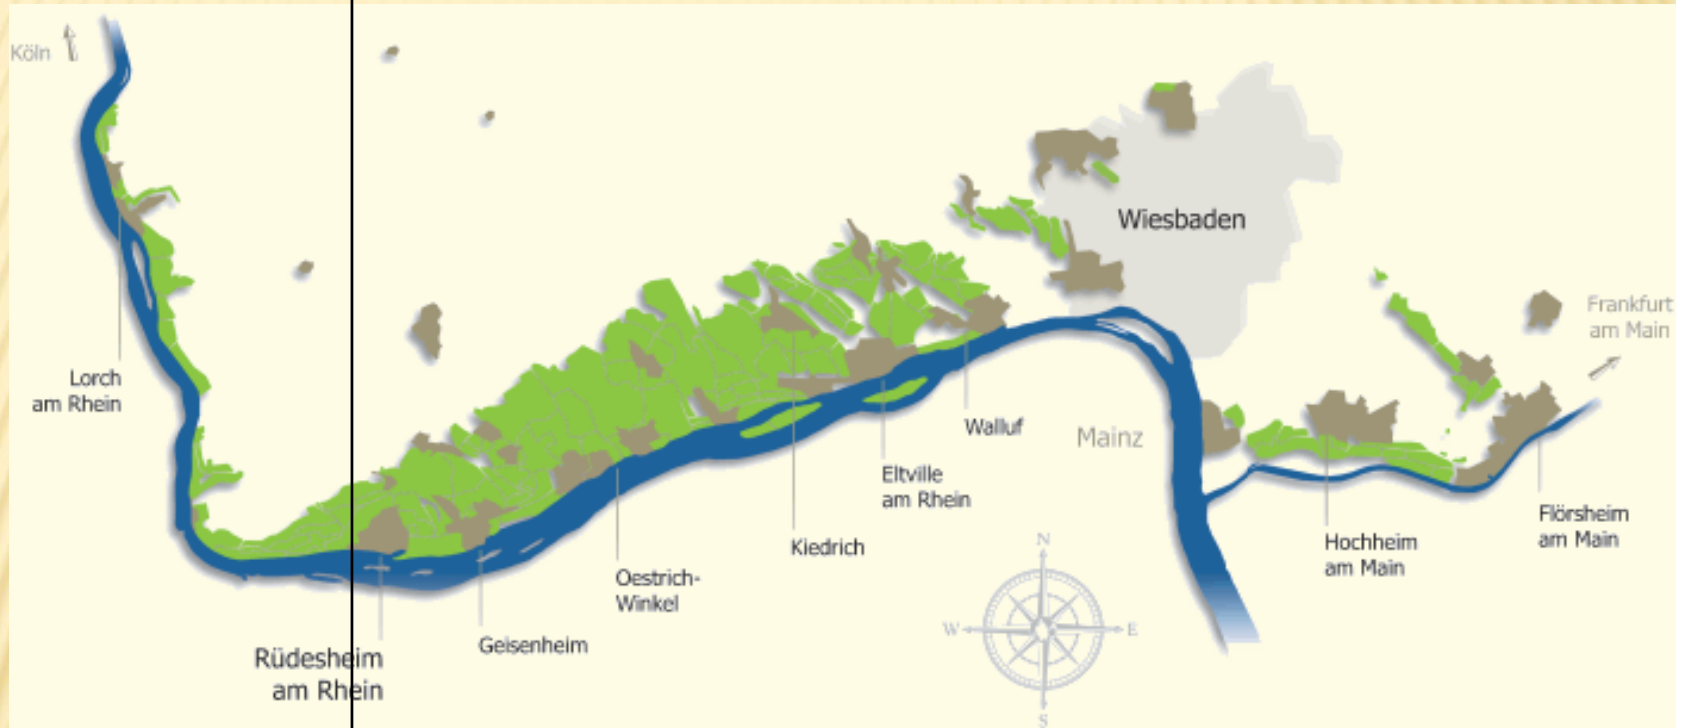 Köln
Wiesbaden
Frankfurt
am Main
Lorch
am Rhein
Walluf
Mainz
Eltville
am Rhein
Kiedrich
Flörsheim
am Main
Hochheim
am Main
Oestrich-
Winkel
Geisenheim
Rüdesheim
am Rhein
N
W
E
S